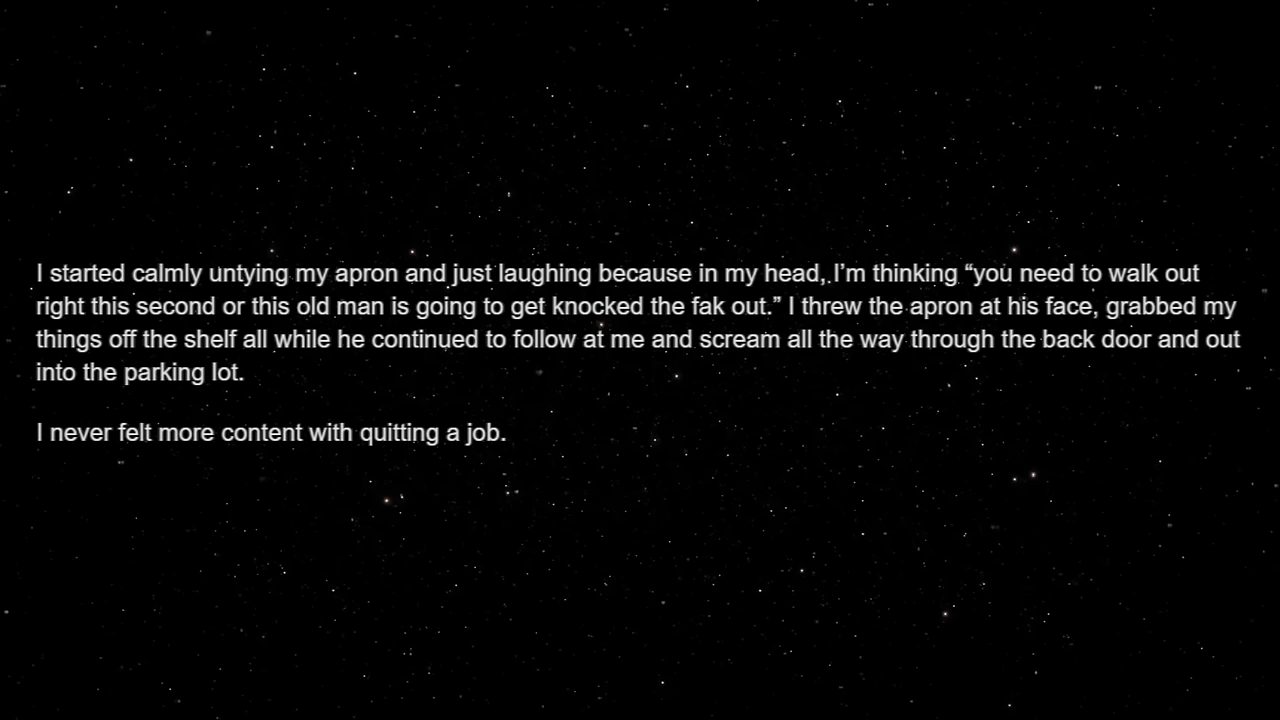 I started calmly untying my apron and just laughing because in my head, I’m thinking “you need to walk out
right this second or this old man is going to get knocked the fak out.” I threw the apron at his face, grabbed my
things off the shelf all while he continued to follow at me and scream all the way through the back door and out
into the parking lot.
I never felt more content with quitting a job.